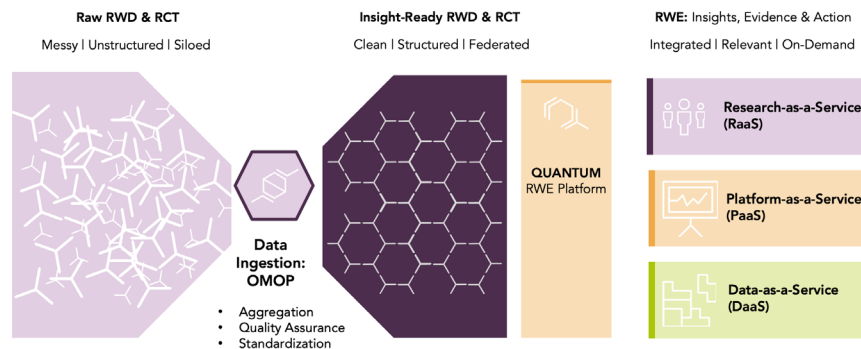 Raw RWD & RCT
Messy | Unstructured | Siloed
Insight-Ready RWD & RCT
Clean | Structured | Federated
RWE: Insights, Evidence & Action
Integrated | Relevant | On-Demand
Data
Ingestion:
OMOP
• Aggregation
• Quality Assurance
• Standardization
QUANTUM
RWE Platform
Research-as-a-Service
(RaaS)
Platform-as-a-Service
(PaaS)
Data-as-a-Service
(DaaS)